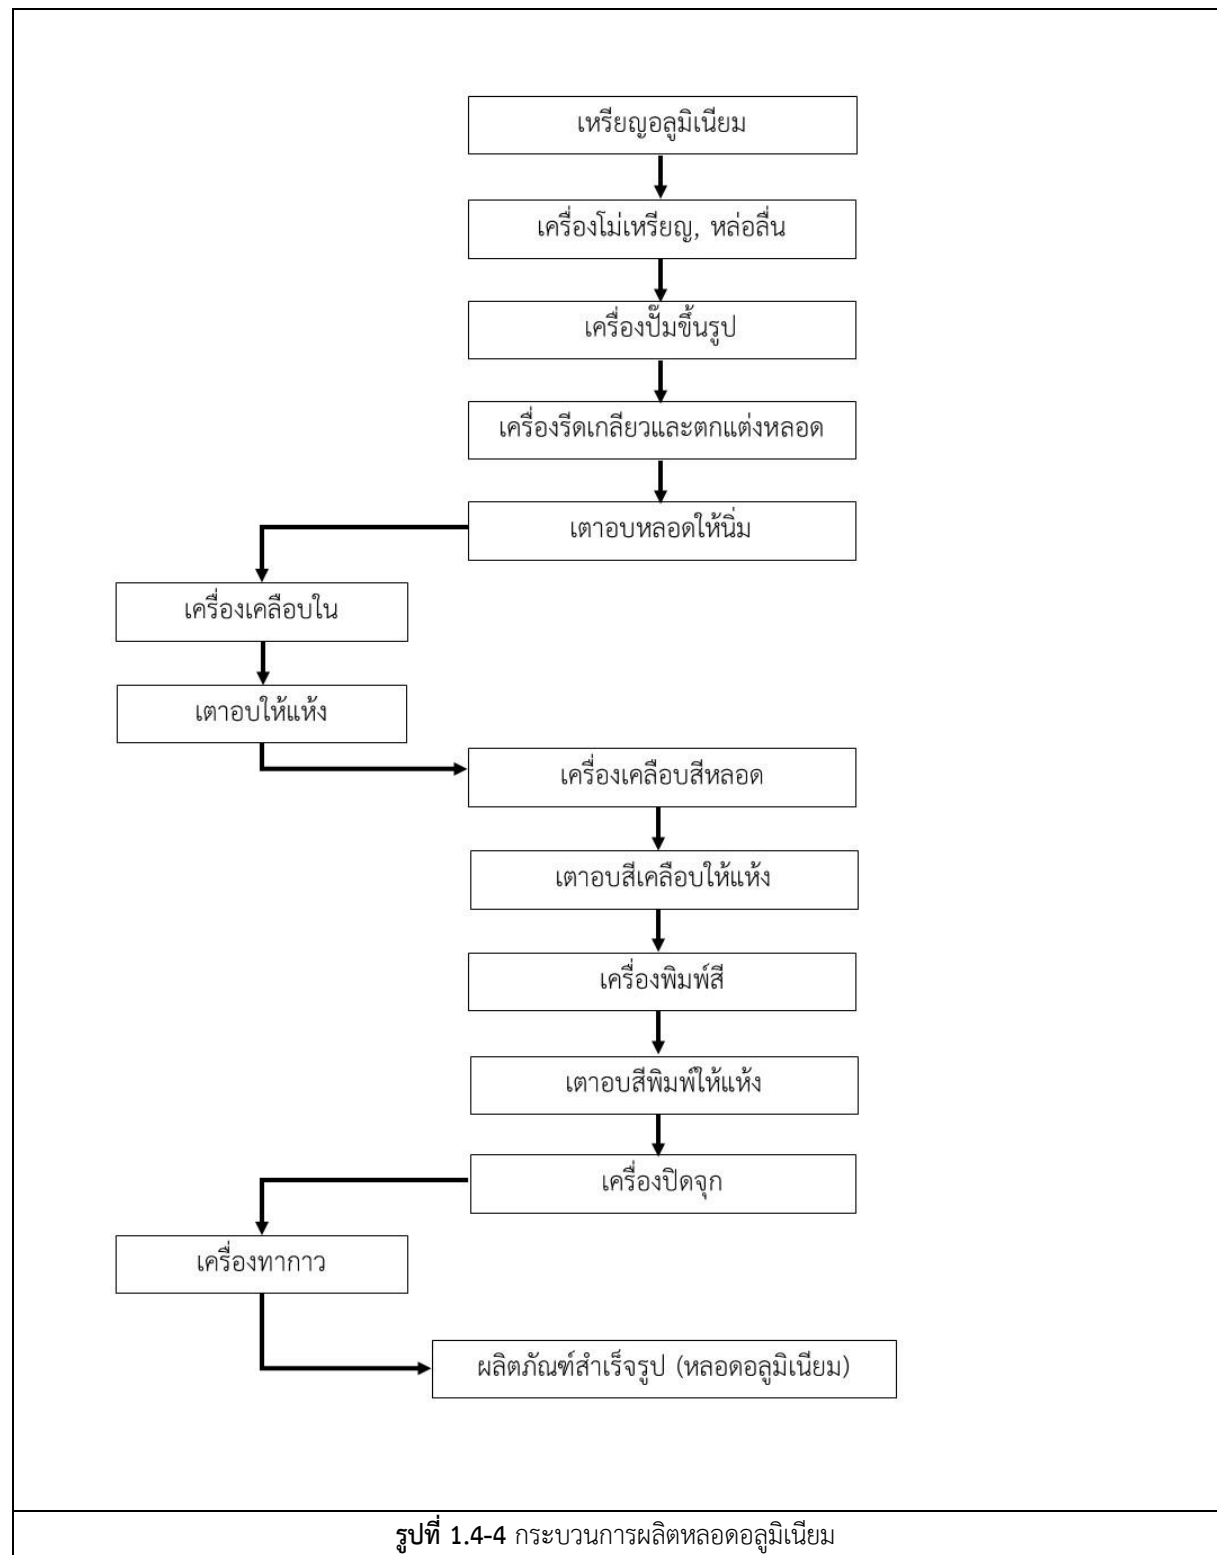 เหรียญอลูมิเนียม
เครื่องโม่เหรียญ, หล่อลื่น
เครื่องปั๊มขึ้นรูป
เครื่องรีดเกลียวและตกแต่งหลอด
เตาอบหลอดให้นิ่ม
เครื่องเคลือบใน
เตาอบให้แห้ง
เครื่องเคลือบสีหลอด
เตาอบสีเคลือบให้แห้ง
เครื่องพิมพ์สี
เตาอบสีพิมพ์ให้แห้ง
เครื่องปิดจุก
เครื่องทากาว
ผลิตภัณฑ์สำเร็จรูป (หลอดอลูมิเนียม)
รูปที่ 1.4-4 กระบวนการผลิตหลอดอลูมิเนียม